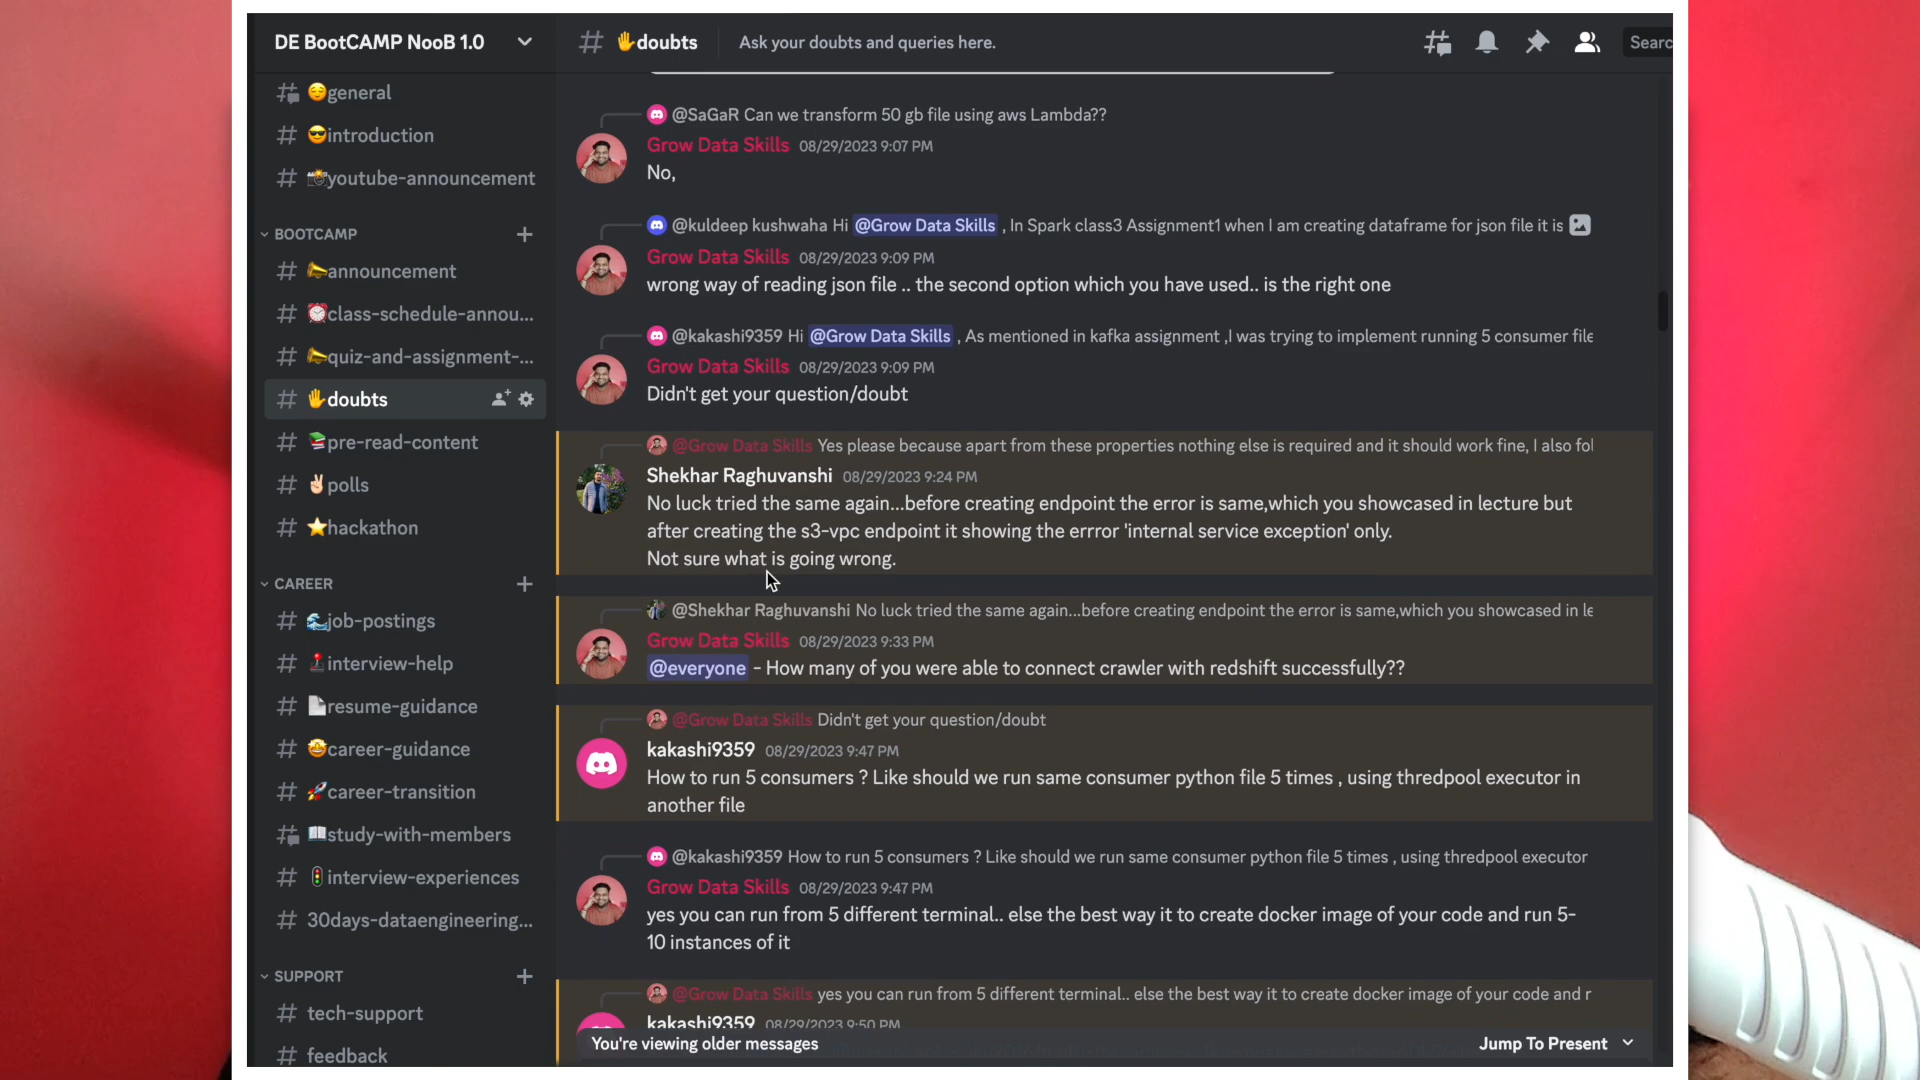 DE BootCAMP NooB 1.0
general
introduction
youtube-announcement
BOOTCAMP
announcement
class-schedule-annou...
quiz-and-assignment-...
doubts
pre-read-content
polls
hackathon
CAREER
job-postings
interview-help
resume-guidance
career-guidance
career-transition
study-with-members
interview-experiences
30days-dataengineering...
SUPPORT
tech-support
feedback
doubts
Ask your doubts and queries here.
Searc
@SaGaR Can we transform 50 gb file using aws Lambda??
Grow Data Skills 08/29/2023 9:07 PM
No,
@kuldeep kushwaha Hi @Grow Data Skills , In Spark class3 Assignment1 when I am creating dataframe for json file it is
Grow Data Skills 08/29/2023 9:09 PM
wrong way of reading json file .. the second option which you have used.. is the right one
@kakashi9359 Hi @Grow Data Skills , As mentioned in kafka assignment ,I was trying to implement running 5 consumer file
Grow Data Skills 08/29/2023 9:09 PM
Didn't get your question/doubt
@Grow Data Skills Yes please because apart from these properties nothing else is required and it should work fine, I also fol
Shekhar Raghuvanshi 08/29/2023 9:24 PM
No luck tried the same again...before creating endpoint the error is same,which you showcased in lecture but
after creating the s3-vpc endpoint it showing the errror 'internal service exception' only.
Not sure what is going wrong.
@Shekhar Raghuvanshi No luck tried the same again...before creating endpoint the error is same,which you showcased in le
Grow Data Skills 08/29/2023 9:33 PM
@everyone - How many of you were able to connect crawler with redshift successfully??
@Grow Data Skills Didn't get your question/doubt
kakashi9359 08/29/2023 9:47 PM
How to run 5 consumers ? Like should we run same consumer python file 5 times , using thredpool executor in
another file
@kakashi9359 How to run 5 consumers ? Like should we run same consumer python file 5 times , using thredpool executor
Grow Data Skills 08/29/2023 9:47 PM
yes you can run from 5 different terminal.. else the best way it to create docker image of your code and run 5-
10 instances of it
@Grow Data Skills yes you can run from 5 different terminal.. else the best way it to create docker image of your code and r
kakashi9359 08/29/2023 9:50 PM
You're viewing older messages
Jump To Present